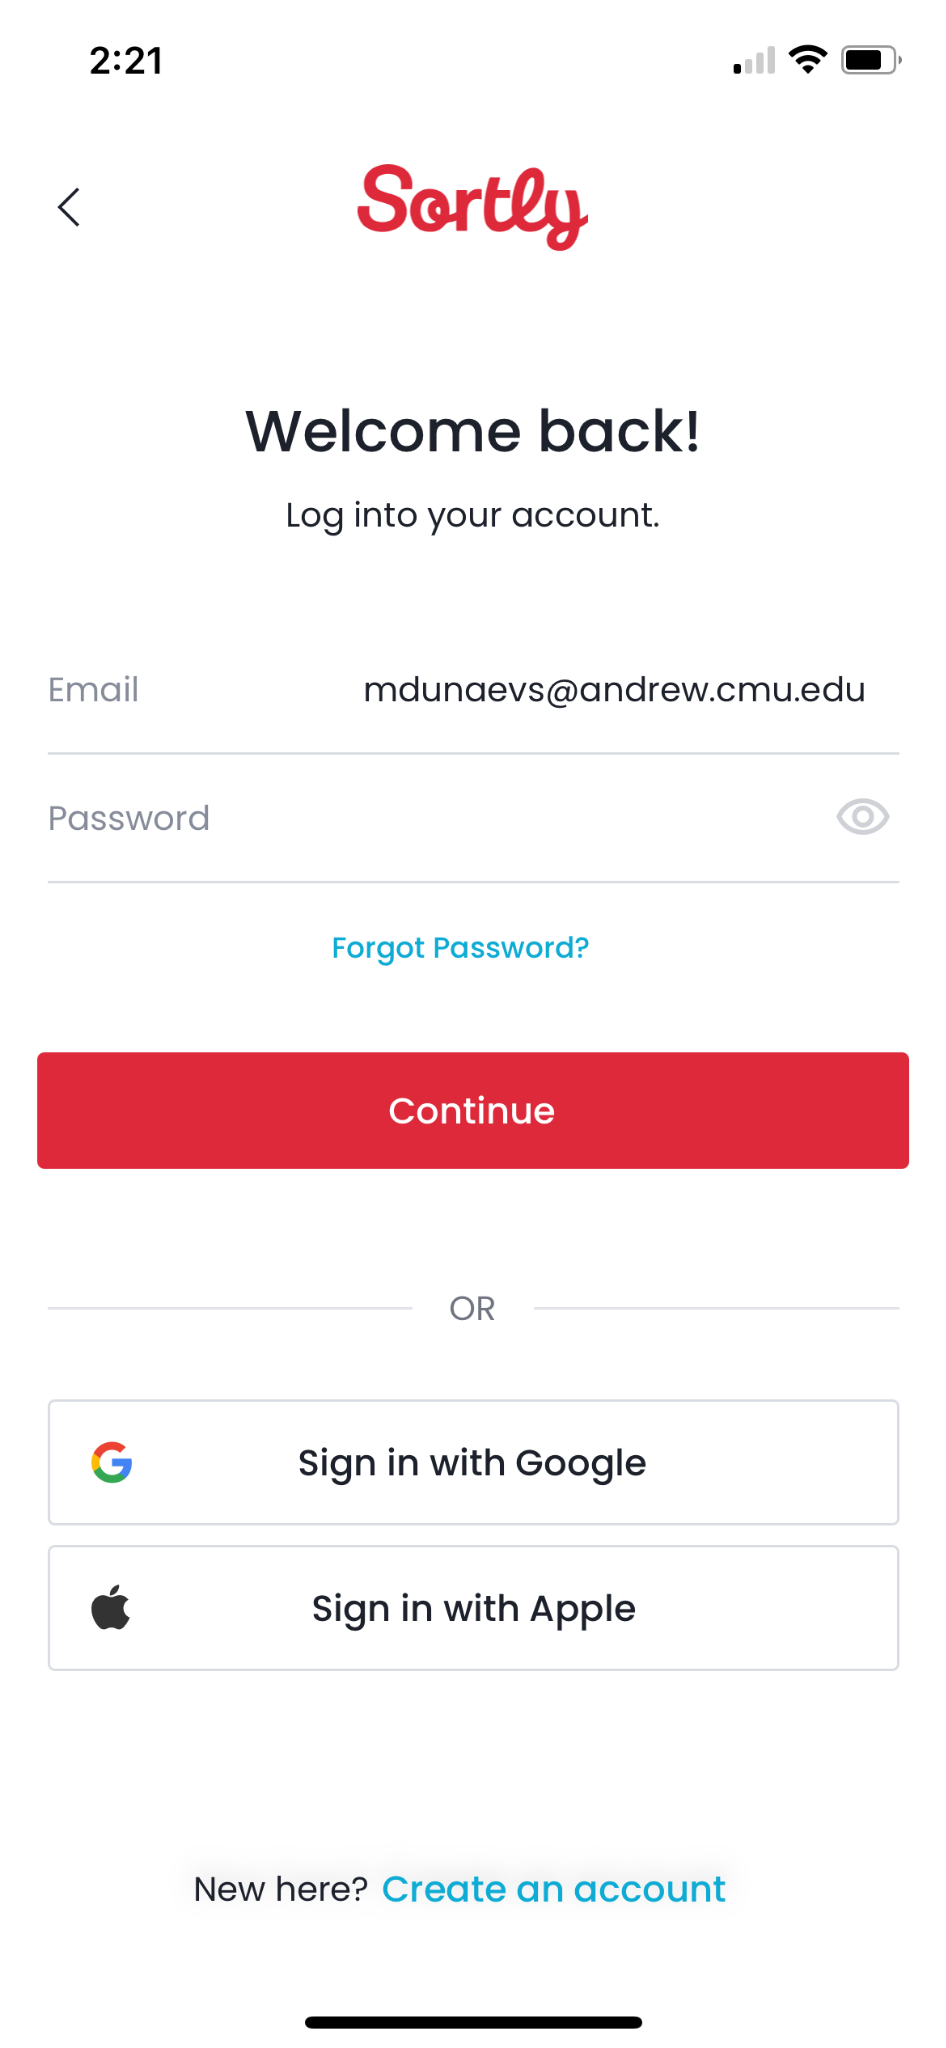 2:21
Sortly
Welcome back!
Log into your account.
Email mdunaevs@andrew.cmu.edu
Password
Forgot Password?
Continue
OR
Sign in with Google
Sign in with Apple
New here? Create an account